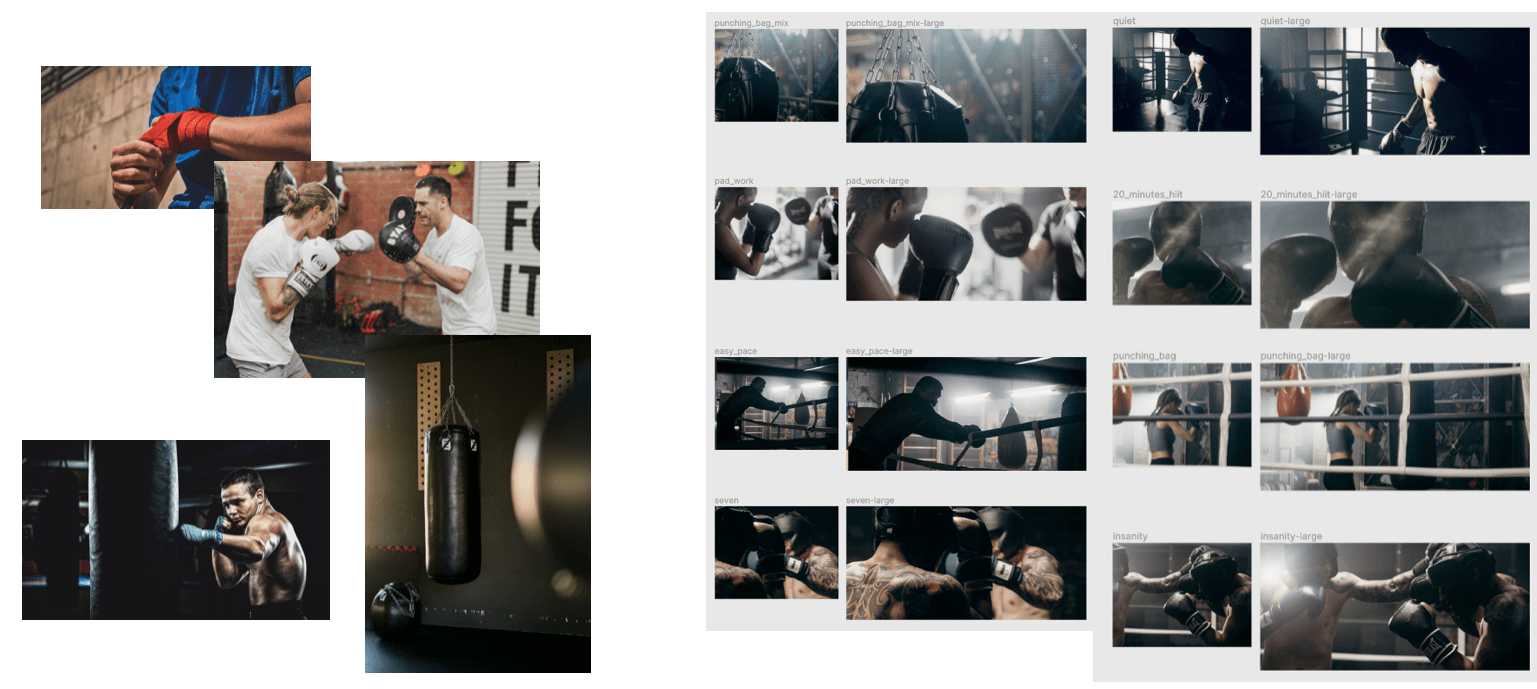 STAY
F
FO
IT
punching_bag_mix
punching_bag_mix-large
quiet
quiet-large
pad_work
pad_work-large
20_minutes_hiit
20_minutes_hiit-large
easy_pace
easy_pace-large
punching_bag
punching_bag-large
seven
seven-large
insanity
insanity-large